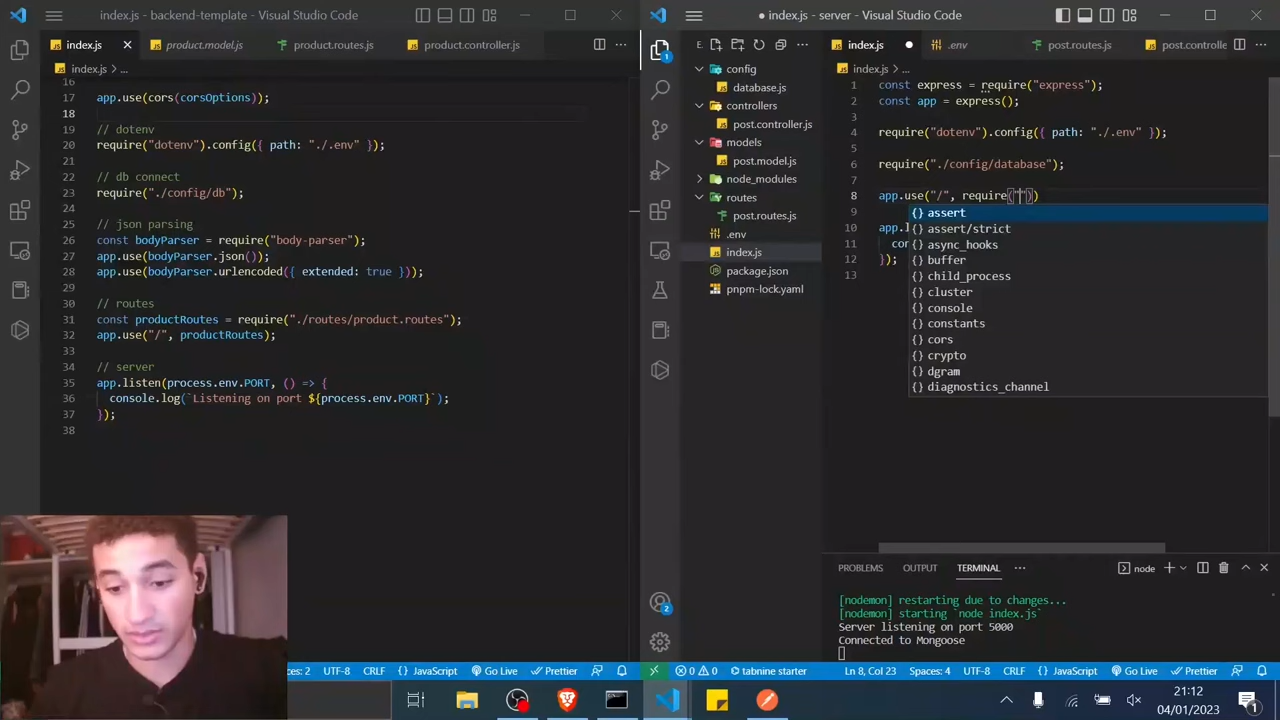 index.js - backend-template - Visual Studio Code
index.js
product.model.js
product.routes.js
product.controller.js
index.js > ...
16
17 app.use(cors(corsOptions));
18
19 // dotenv
20 require("dotenv").config({ path: "./.env" });
21
22 // db connect
23 require("./config/db");
24
25 // json parsing
26 const bodyParser = require("body-parser");
27 app.use(bodyParser.json());
28 app.use(bodyParser.urlencoded({ extended: true }));
29
30 // routes
31 const productRoutes = require("./routes/product.routes");
32 app.use("/", productRoutes);
33
34 // server
35 app.listen(process.env.PORT, () => {
36 console.log(`Listening on port ${process.env.PORT}`);
37 });
38
: 2 UTF-8 CRLF {} JavaScript Go Live Prettier
● index.js - server - Visual Studio Code
E...
config
database.js
controllers
post.controller.js
models
post.model.js
node_modules
routes
post.routes.js
.env
index.js
package.json
pnpm-lock.yaml
1
2
index.js
.env
post.routes.js
post.controlle
index.js > ...
1 const express = require("express");
2 const app = express();
3
4 require("dotenv").config({ path: "./.env" });
5
6 require("./config/database");
7
8 app.use("/", require(""))
9
10 app.l
11 con
12 });
13
assert
assert/strict
async_hooks
buffer
child_process
cluster
console
constants
cors
crypto
dgram
diagnostics_channel
PROBLEMS OUTPUT TERMINAL ...
node
[nodemon] restarting due to changes...
[nodemon] starting `node index.js`
Server listening on port 5000
Connected to Mongoose
0 0 tabnine starter Ln 8, Col 23 Spaces: 4 UTF-8 CRLF {} JavaScript Go Live Prettier
21:12
04/01/2023
1